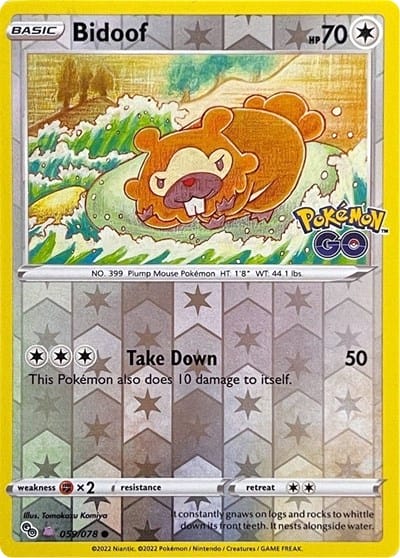 BASIC Bidoof HP 70
Pokémon
GO
NO. 399 Plump Mouse Pokémon HT: 1'8" WT: 44.1 lbs.
Take Down 50
This Pokémon also does 10 damage to itself.
weakness ×2 resistance retreat
Illus. Tomokazu Komiya
059/078
It constantly gnaws on logs and rocks to whittle
down its front teeth. It nests alongside water.
©2022 Niantic. ©2022 Pokémon / Nintendo / Creatures / GAME FREAK.